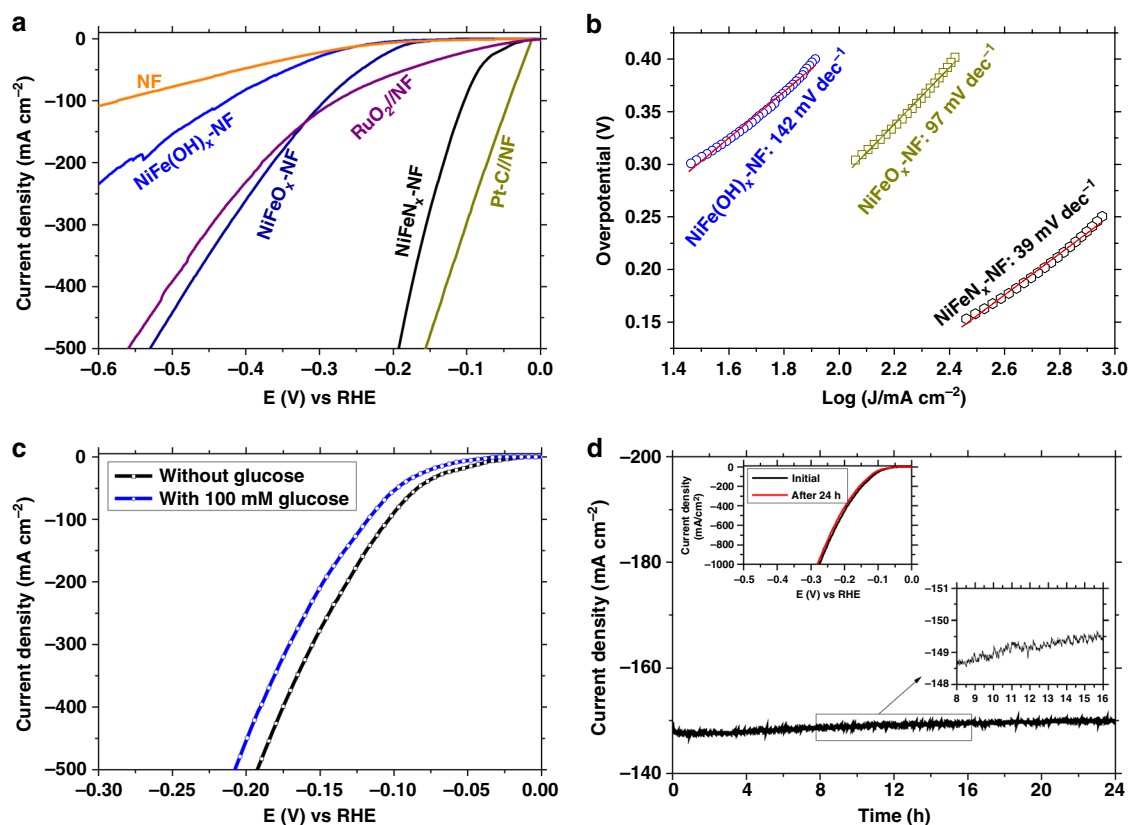 a
0
−100
−200
−300
−400
−500
Current density (mA cm⁻²)
NF
NiFe(OH)ₓ-NF
RuO₂//NF
NiFeOₓ-NF
NiFeNₓ-NF
Pt-C//NF
−0.6 −0.5 −0.4 −0.3 −0.2 −0.1 0.0
E (V) vs RHE
b
0.40
0.35
0.30
0.25
0.20
0.15
Overpotential (V)
NiFe(OH)ₓ-NF: 142 mV dec⁻¹
NiFeOₓ-NF: 97 mV dec⁻¹
NiFeNₓ-NF: 39 mV dec⁻¹
1.4 1.6 1.8 2.0 2.2 2.4 2.6 2.8 3.0
Log (J/mA cm⁻²)
c
0
−100
−200
−300
−400
−500
Current density (mA cm⁻²)
Without glucose
With 100 mM glucose
−0.30 −0.25 −0.20 −0.15 −0.10 −0.05 0.00
E (V) vs RHE
d
−200
−180
−160
−140
Current density (mA cm⁻²)
0
−200
−400
−600
−800
−1000
Current density
(mA/cm²)
Initial
After 24 h
−0.5 −0.4 −0.3 −0.2 −0.1 0.0
E (V) vs RHE
−151
−150
−149
−148
8 9 10 11 12 13 14 15 16
0 4 8 12 16 20 24
Time (h)